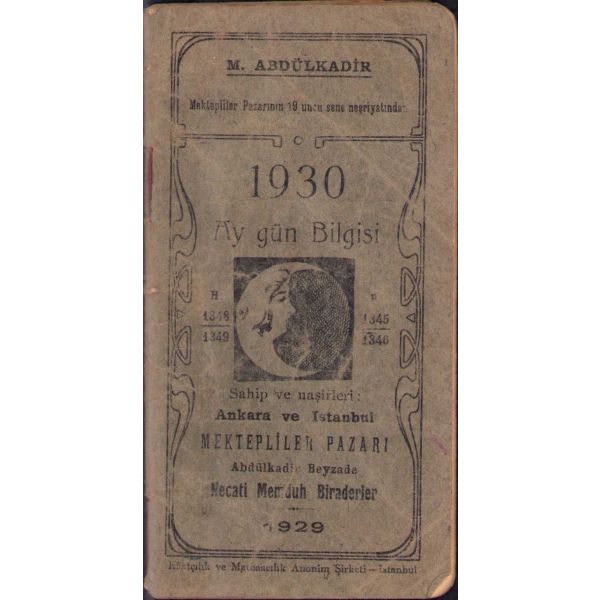 M. ABDÜLKADİR
Mektepliler Pazarının 19 uncu sene neşriyatından
1930
Ay gün Bilgisi
H
1348
1349
1345
1346
Sahip ve naşirleri:
Ankara ve Istanbul
MEKTEPLİLER PAZARI
Abdülkadir Beyzade
Necati Memduh Biraderler
1929
Kâatçılık ve Matbaacılık Anonim Şirketi — Istanbul